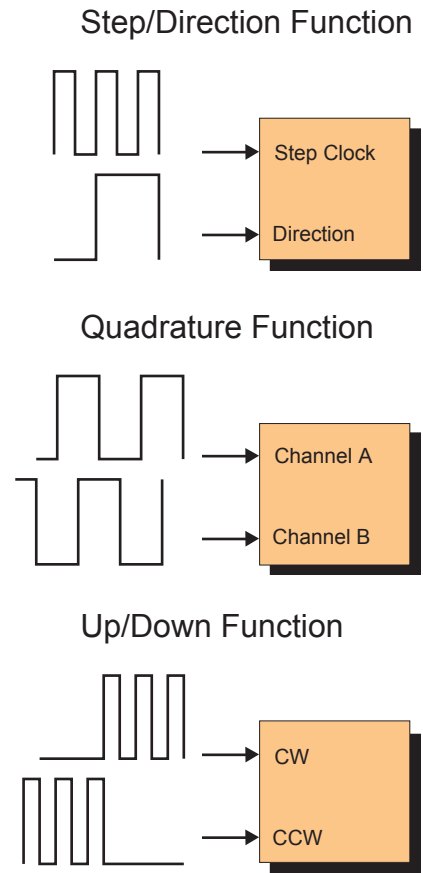 Step/Direction Function
Step Clock
Direction
Quadrature Function
Channel A
Channel B
Up/Down Function
CW
CCW